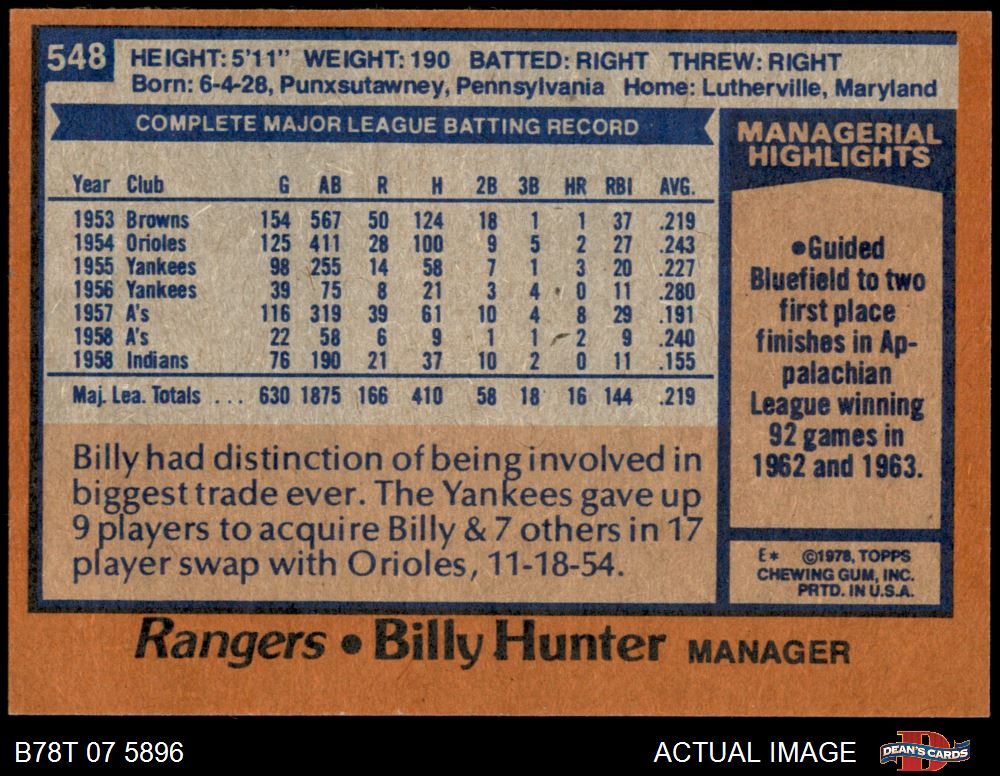 548
HEIGHT: 5'11" WEIGHT: 190 BATTED: RIGHT THREW: RIGHT
Born: 6-4-28, Punxsutawney, Pennsylvania Home: Lutherville, Maryland
COMPLETE MAJOR LEAGUE BATTING RECORD
Year Club G AB R H 2B 3B HR RBI AVG.
1953 Browns 154 567 50 124 18 1 1 37 .219
1954 Orioles 125 411 28 100 9 5 2 27 .243
1955 Yankees 98 255 14 58 7 1 3 20 .227
1956 Yankees 39 75 8 21 3 4 0 11 .280
1957 A's 116 319 39 61 10 4 8 29 .191
1958 A's 22 58 6 9 1 1 2 9 .240
1958 Indians 76 190 21 37 10 2 0 11 .155
Maj. Lea. Totals ... 630 1875 166 410 58 18 16 144 .219
Billy had distinction of being involved in
biggest trade ever. The Yankees gave up
9 players to acquire Billy & 7 others in 17
player swap with Orioles, 11-18-54.
MANAGERIAL
HIGHLIGHTS
•Guided
Bluefield to two
first place
finishes in Ap-
palachian
League winning
92 games in
1962 and 1963.
E* ©1978, TOPPS
CHEWING GUM, INC.
PRTD. IN U.S.A.
Rangers • Billy Hunter MANAGER
B78T 07 5896 ACTUAL IMAGE
DEAN'S CARDS